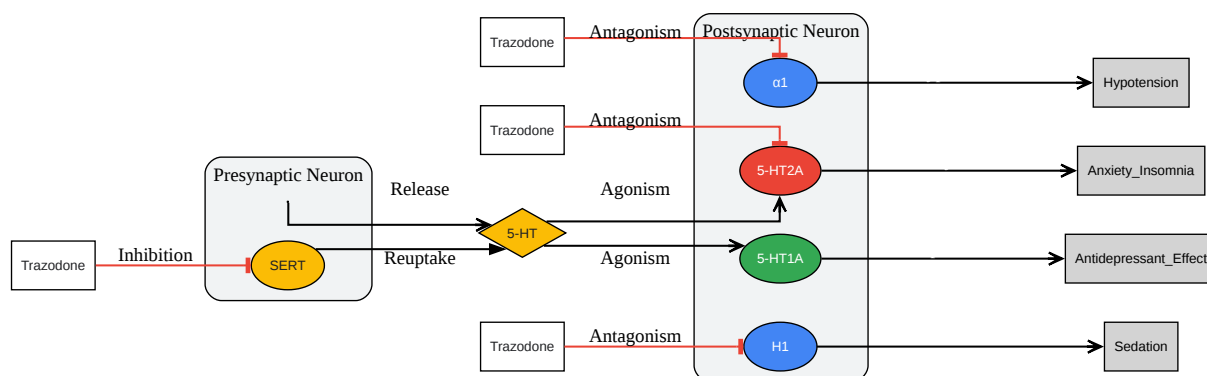 Trazodone
Antagonism
Postsynaptic Neuron
α1
Hypotension
Trazodone
Antagonism
5-HT2A
Anxiety_Insomnia
Presynaptic Neuron
Release
Agonism
5-HT
Trazodone
Inhibition
SERT
Reuptake
Agonism
5-HT1A
Antidepressant_Effect
Trazodone
Antagonism
H1
Sedation